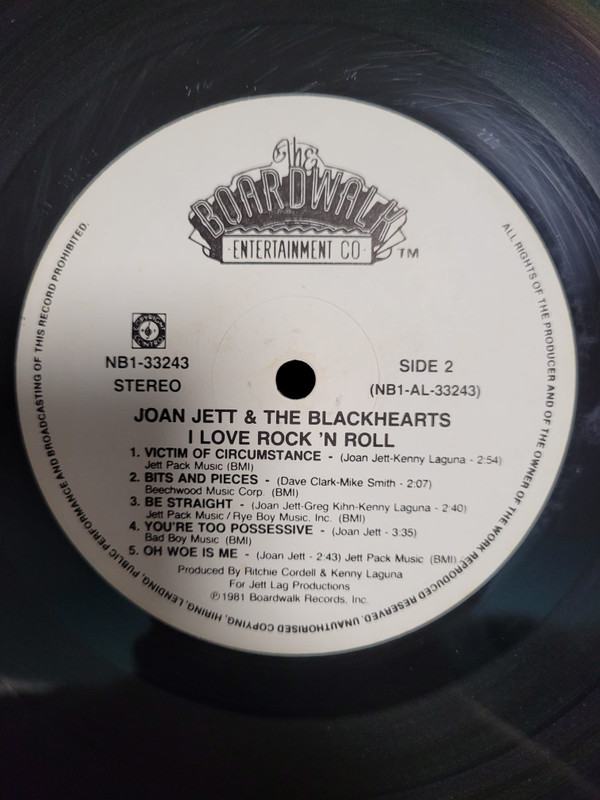 The
BOARDWALK
ENTERTAINMENT CO
TM
NB1-33243
STEREO
SIDE 2
(NB1-AL-33243)
JOAN JETT & THE BLACKHEARTS
I LOVE ROCK 'N ROLL
1. VICTIM OF CIRCUMSTANCE - (Joan Jett-Kenny Laguna - 2:54)
Jett Pack Music (BMI)
2. BITS AND PIECES - (Dave Clark-Mike Smith - 2:07)
Beechwood Music Corp. (BMI)
3. BE STRAIGHT - (Joan Jett-Greg Kihn-Kenny Laguna - 2:40)
Jett Pack Music / Rye Boy Music, Inc. (BMI)
4. YOU'RE TOO POSSESSIVE - (Joan Jett - 3:35)
Bad Boy Music (BMI)
5. OH WOE IS ME - (Joan Jett - 2:43) Jett Pack Music (BMI)
Produced By Ritchie Cordell & Kenny Laguna
For Jett Lag Productions
℗ 1981 Boardwalk Records, Inc.
ALL RIGHTS OF THE PRODUCER AND OF THE OWNER OF THE WORK REPRODUCED RESERVED. UNAUTHORISED COPYING, HIRING, LENDING, PUBLIC PERFORMANCE AND BROADCASTING OF THIS RECORD PROHIBITED.